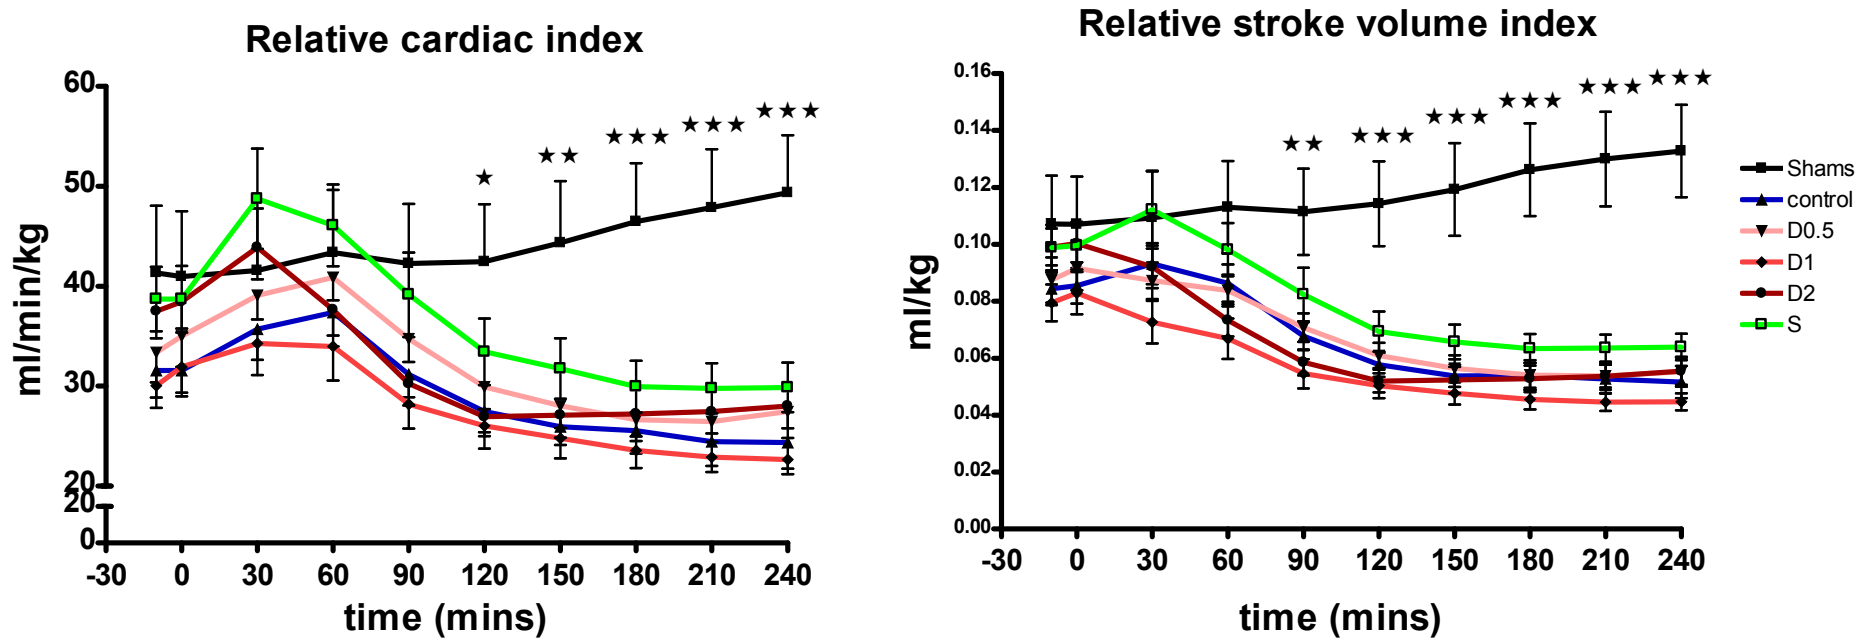 Relative cardiac index
ml/min/kg
60
50
40
30
20
20
0
★
★★
★★★
★★★
★★★
-30 0 30 60 90 120 150 180 210 240
time (mins)
Relative stroke volume index
ml/kg
0.16
0.14
0.12
0.10
0.08
0.06
0.04
0.02
0.00
★★
★★★
★★★
★★★
★★★
★★★
-30 0 30 60 90 120 150 180 210 240
time (mins)
Shams
control
D0.5
D1
D2
S